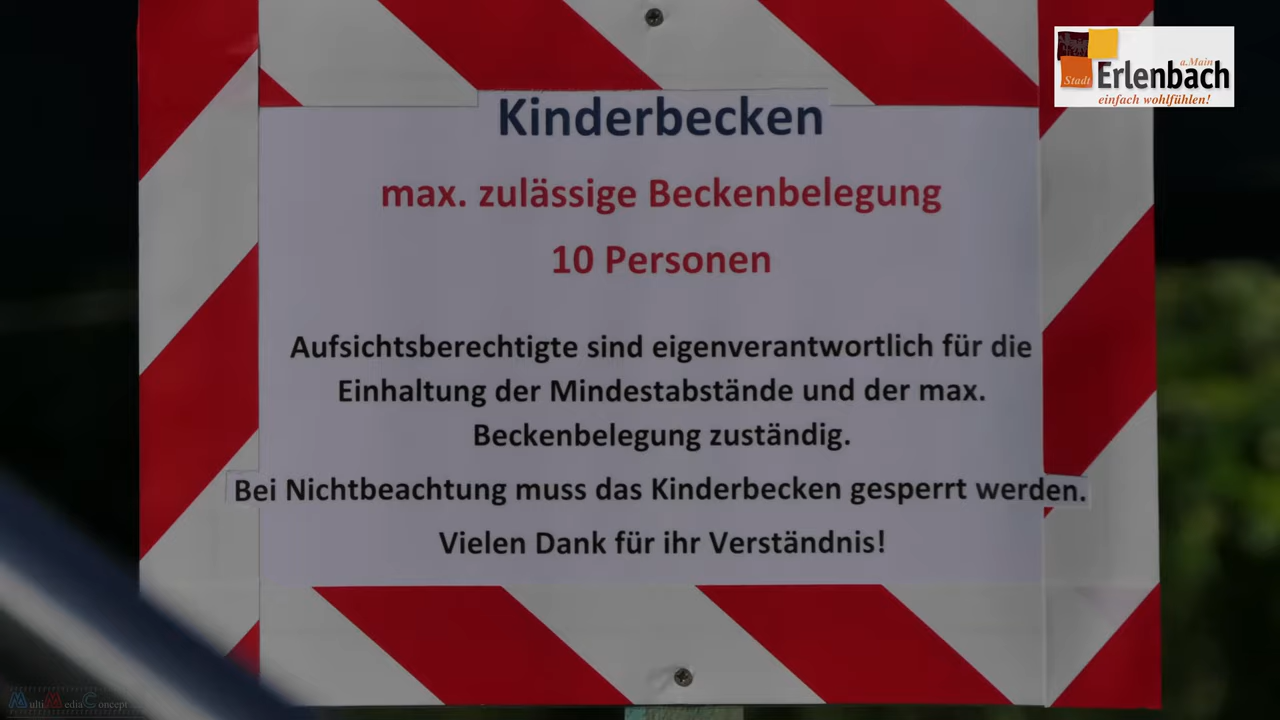 Kinderbecken
max. zulässige Beckenbelegung
10 Personen
Aufsichtsberechtigte sind eigenverantwortlich für die
Einhaltung der Mindestabstände und der max.
Beckenbelegung zuständig.
Bei Nichtbeachtung muss das Kinderbecken gesperrt werden.
Vielen Dank für ihr Verständnis!
a.Main
Stadt Erlenbach
einfach wohlfühlen!
MultiMediaConcept